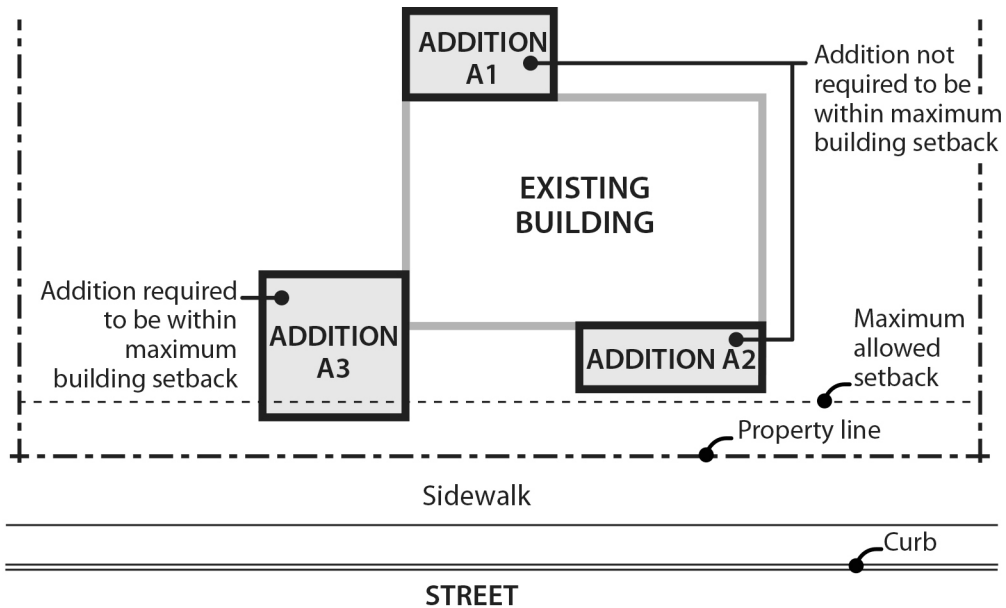 ADDITION
A1
Addition not
required to be
within maximum
building setback
EXISTING
BUILDING
Addition required
to be within
maximum
building setback
ADDITION
A3
ADDITION A2
Maximum
allowed
setback
Property line
Sidewalk
Curb
STREET